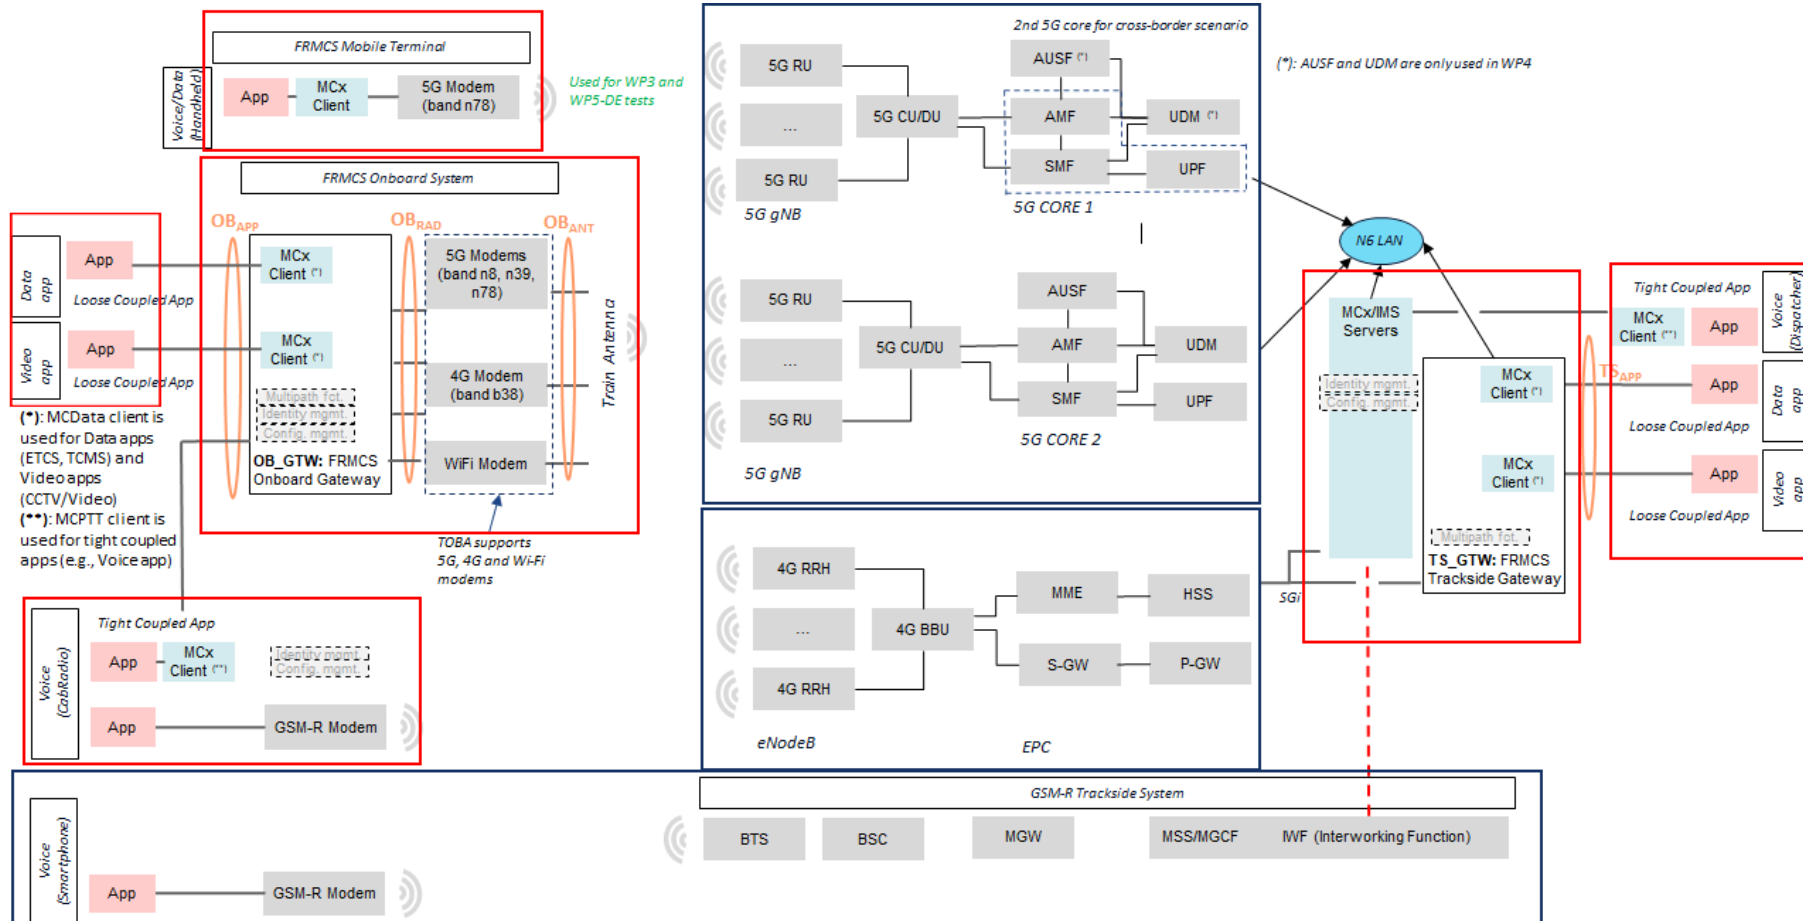 FRMCS Mobile Terminal
Voice/Data
(Handheld)
App
MCx
Client
5G Modem
(band n78)
Used for WP3 and
WP5-DE tests
FRMCS Onboard System
OBAPP
OBRAD
OBANT
Data
app
App
Loose Coupled App
Video
app
App
Loose Coupled App
MCx
Client (*)
MCx
Client (*)
Multipath fct.
Identity mgmt.
Config. mgmt.
OB_GTW: FRMCS
Onboard Gateway
5G Modems
(band n8, n39,
n78)
4G Modem
(band b38)
WiFi Modem
Train Antenna
TOBA supports
5G, 4G and Wi-Fi
modems
(*): MCData client is
used for Data apps
(ETCS, TCMS) and
Video apps
(CCTV/Video)
(**): MCPTT client is
used for tight coupled
apps (e.g., Voice app)
Voice
(CabRadio)
Tight Coupled App
App
MCx
Client (**)
Identity mgmt.
Config. mgmt.
App
GSM-R Modem
Voice
(Smartphone)
App
GSM-R Modem
2nd 5G core for cross-border scenario
5G RU
...
5G RU
5G gNB
5G CU/DU
AUSF (*)
AMF
SMF
UDM (*)
UPF
5G CORE 1
5G RU
...
5G RU
5G gNB
5G CU/DU
AUSF
AMF
SMF
UDM
UPF
5G CORE 2
4G RRH
...
4G RRH
eNodeB
4G BBU
MME
HSS
S-GW
P-GW
EPC
GSM-R Trackside System
BTS
BSC
MGW
MSS/MGCF
IWF (Interworking Function)
(*): AUSF and UDM are only used in WP4
N6 LAN
SGi
MCx/IMS
Servers
Identity mgmt.
Config. mgmt.
MCx
Client (*)
MCx
Client (*)
Multipath fct.
TS_GTW: FRMCS
Trackside Gateway
TSAPP
Tight Coupled App
MCx
Client (**)
App
Voice
(Dispatcher)
App
Loose Coupled App
Data
app
App
Loose Coupled App
Video
app